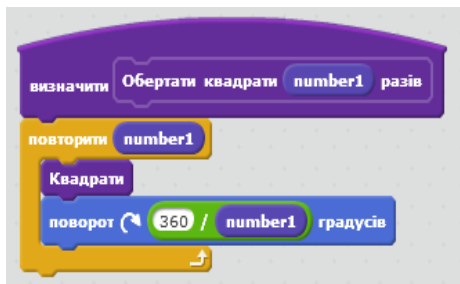 визначити Обертати квадрати number1 разів
повторити number1
Квадрати
поворот 360 / number1 градусів